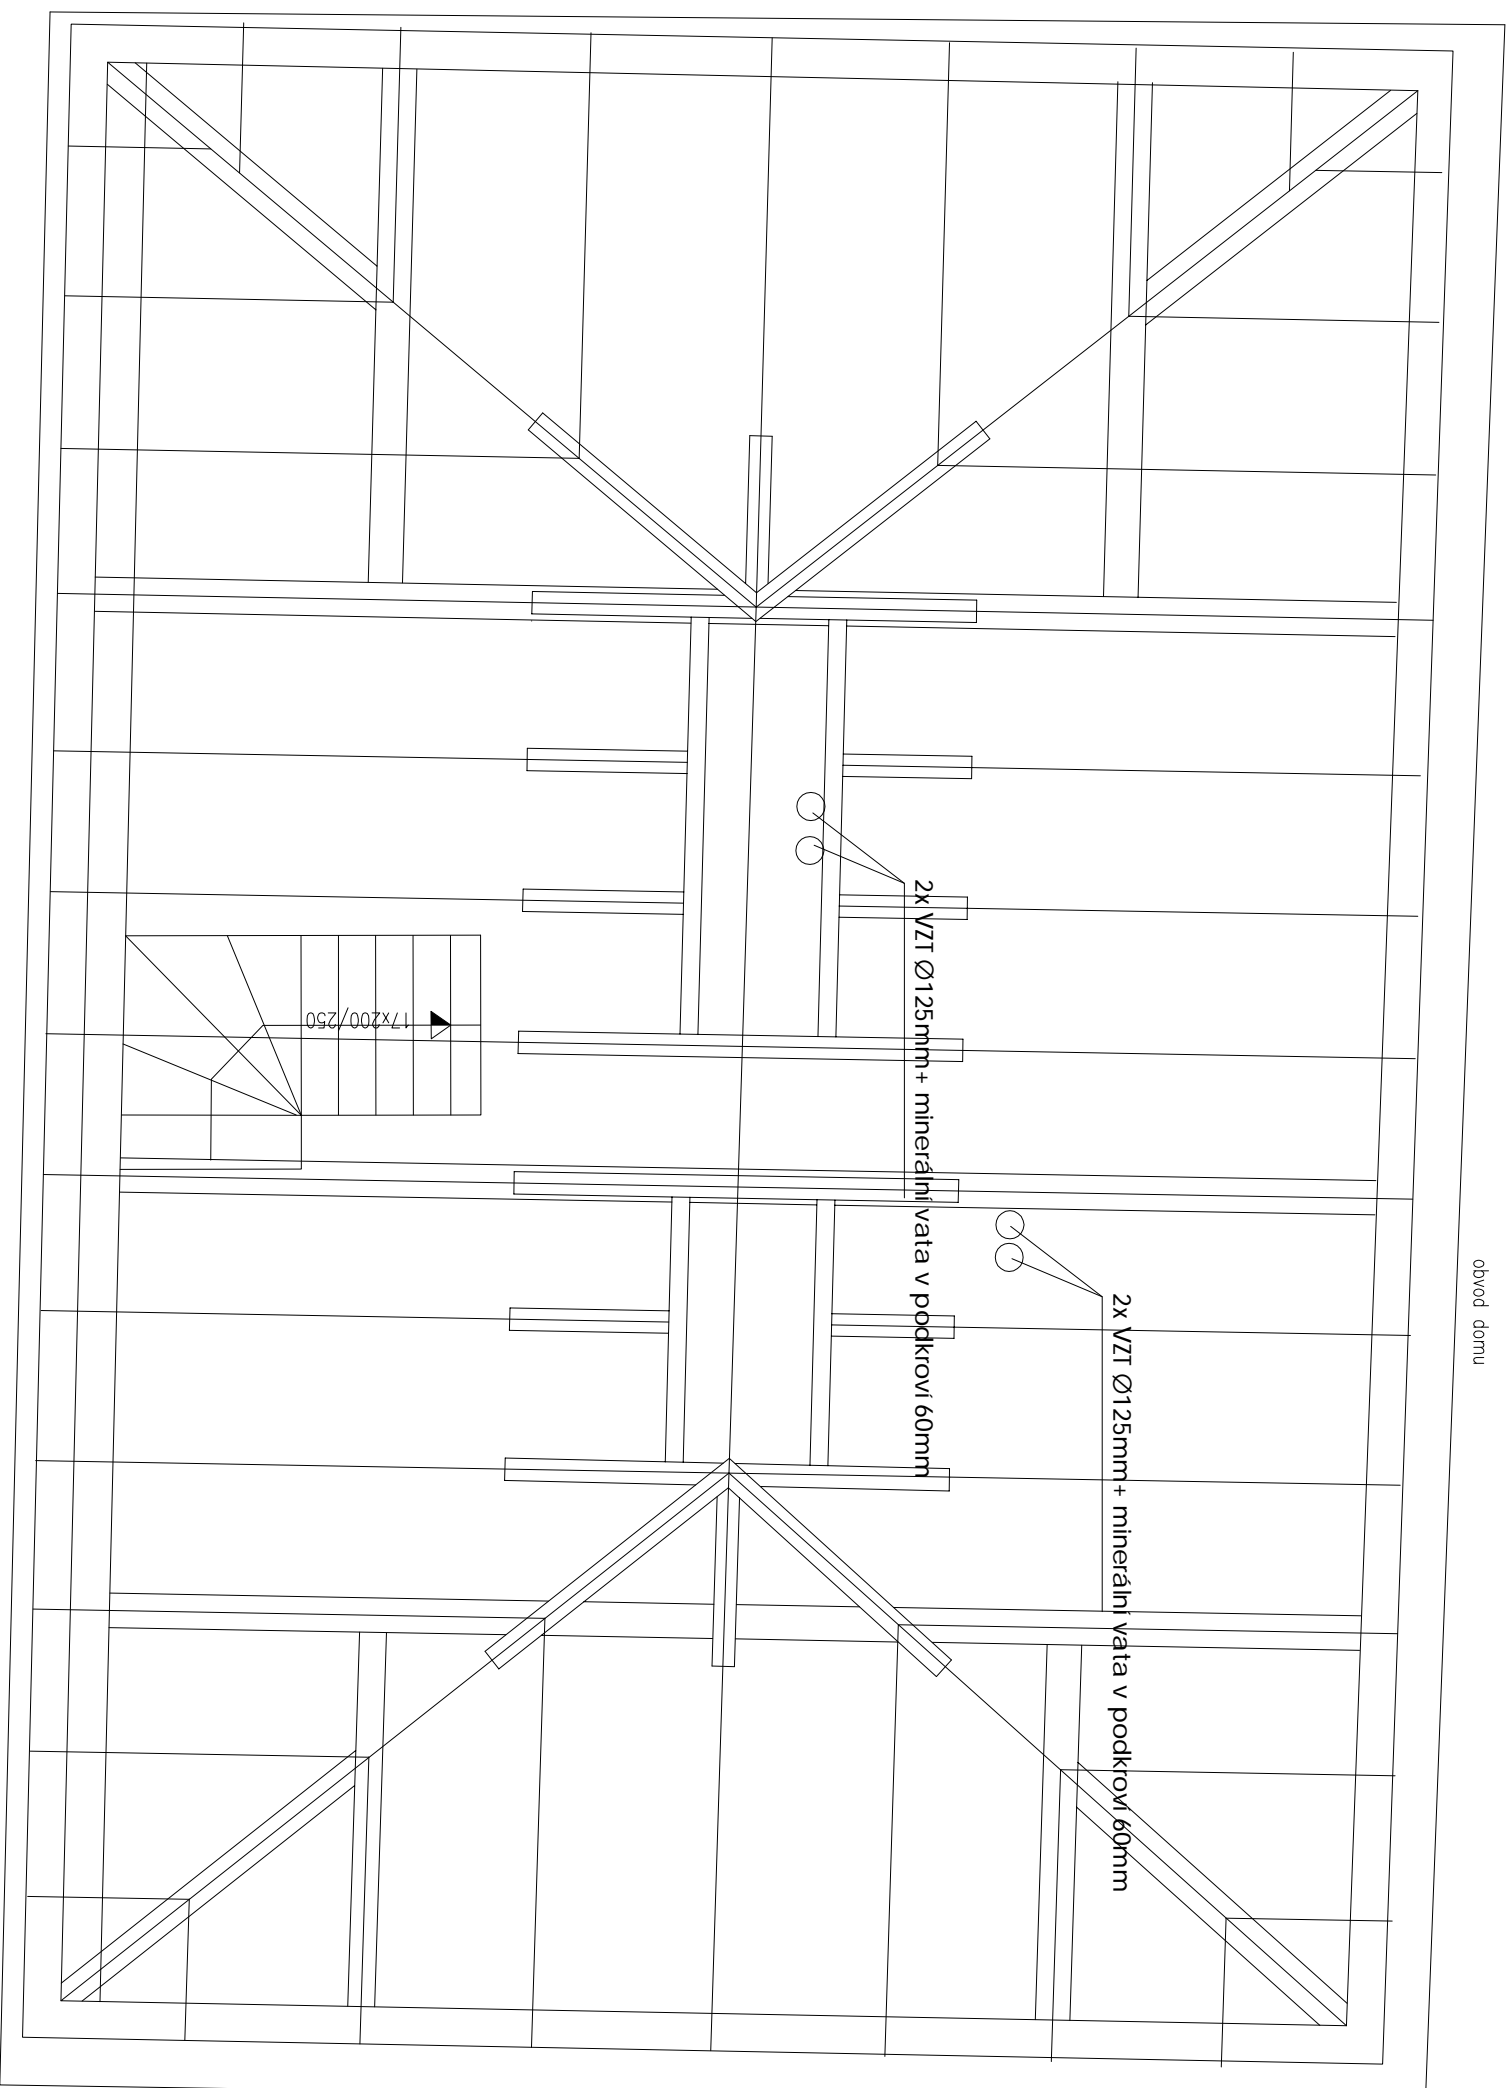 17x200/250
2x VZT Ø125mm+ minerální vata v podkroví 60mm
2x VZT Ø125mm+ minerální vata v podkroví 60mm
obvod domu